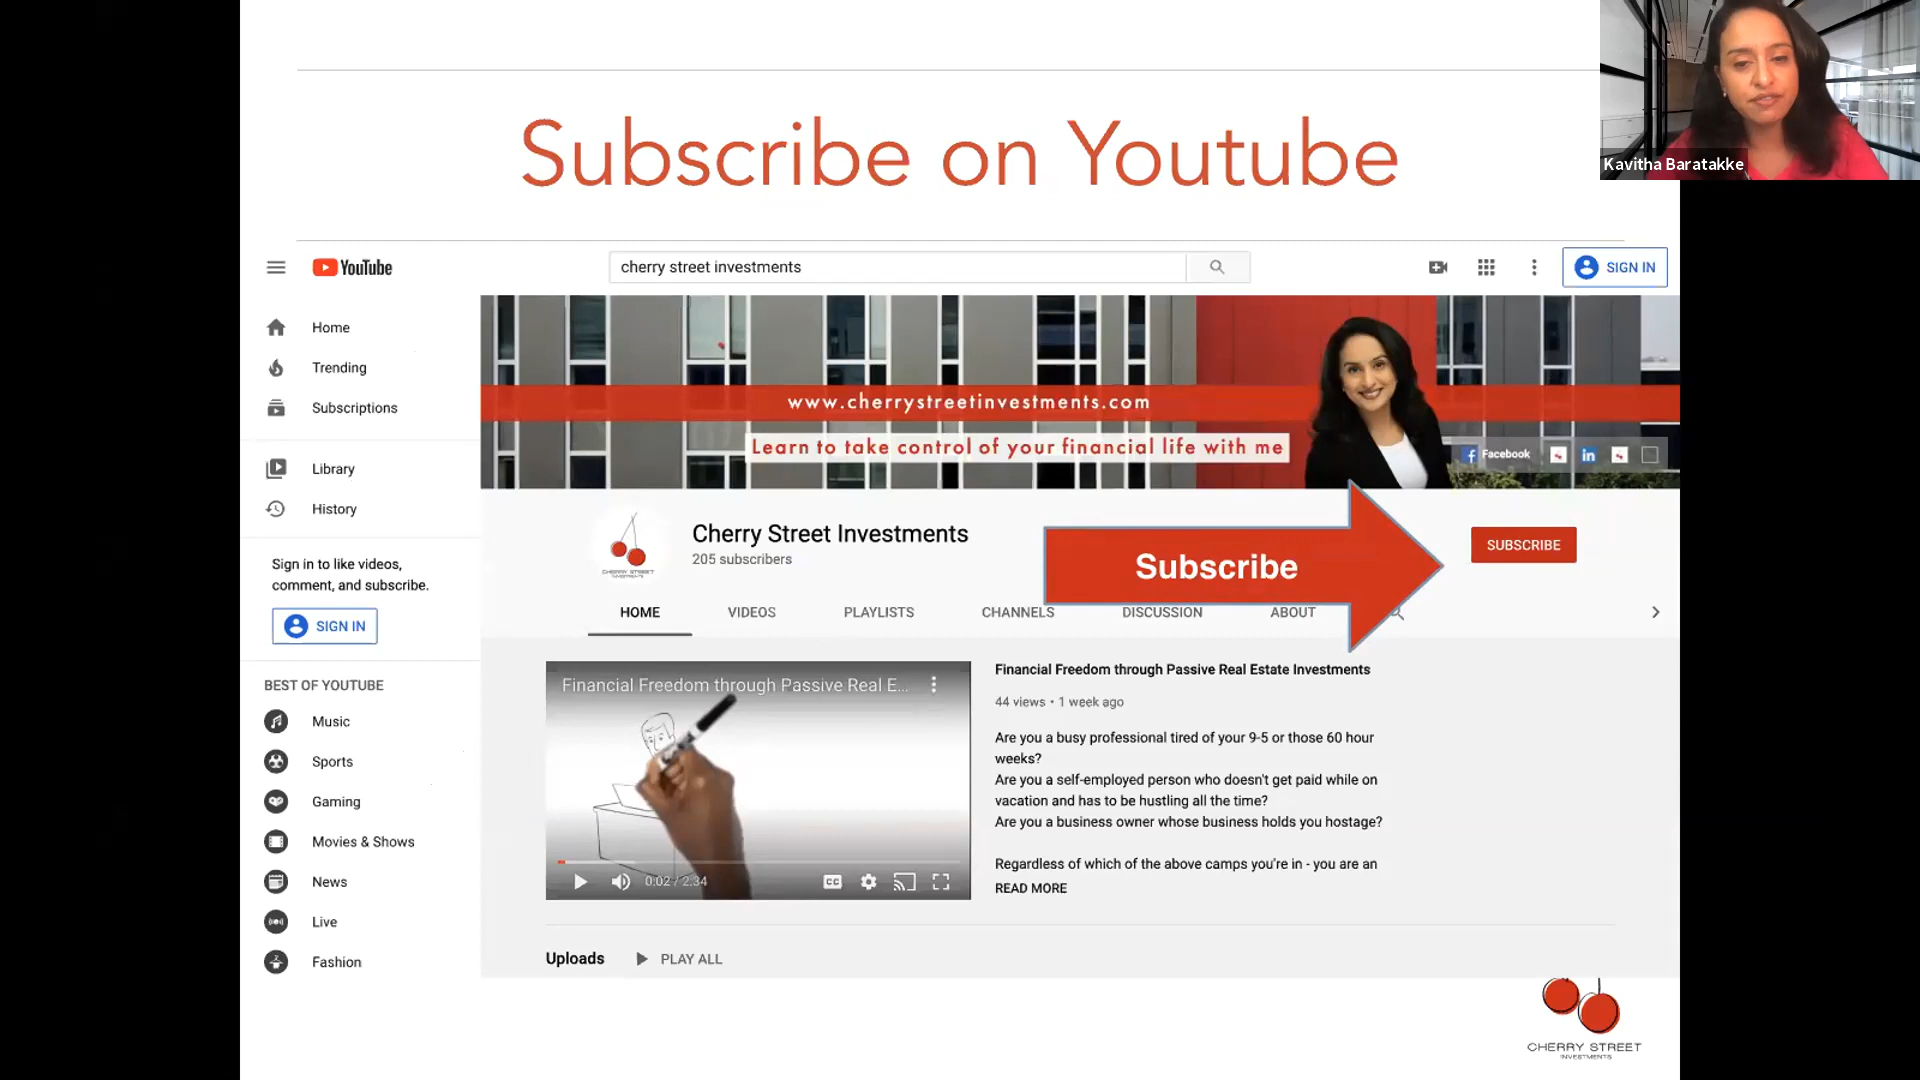 Subscribe on Youtube
Kavitha Baratakke
YouTube
cherry street investments
SIGN IN
Home
Trending
Subscriptions
Library
History
Sign in to like videos,
comment, and subscribe.
SIGN IN
BEST OF YOUTUBE
Music
Sports
Gaming
Movies & Shows
News
Live
Fashion
www.cherrystreetinvestments.com
Learn to take control of your financial life with me
Facebook
in
CHERRY STREET
INVESTMENTS
Cherry Street Investments
205 subscribers
Subscribe
SUBSCRIBE
HOME VIDEOS PLAYLISTS CHANNELS DISCUSSION ABOUT
Financial Freedom through Passive Real E...
CC
0:02 / 2:34
Financial Freedom through Passive Real Estate Investments
44 views • 1 week ago
Are you a busy professional tired of your 9-5 or those 60 hour
weeks?
Are you a self-employed person who doesn't get paid while on
vacation and has to be hustling all the time?
Are you a business owner whose business holds you hostage?
Regardless of which of the above camps you're in - you are an
READ MORE
Uploads PLAY ALL
CHERRY STREET
INVESTMENTS